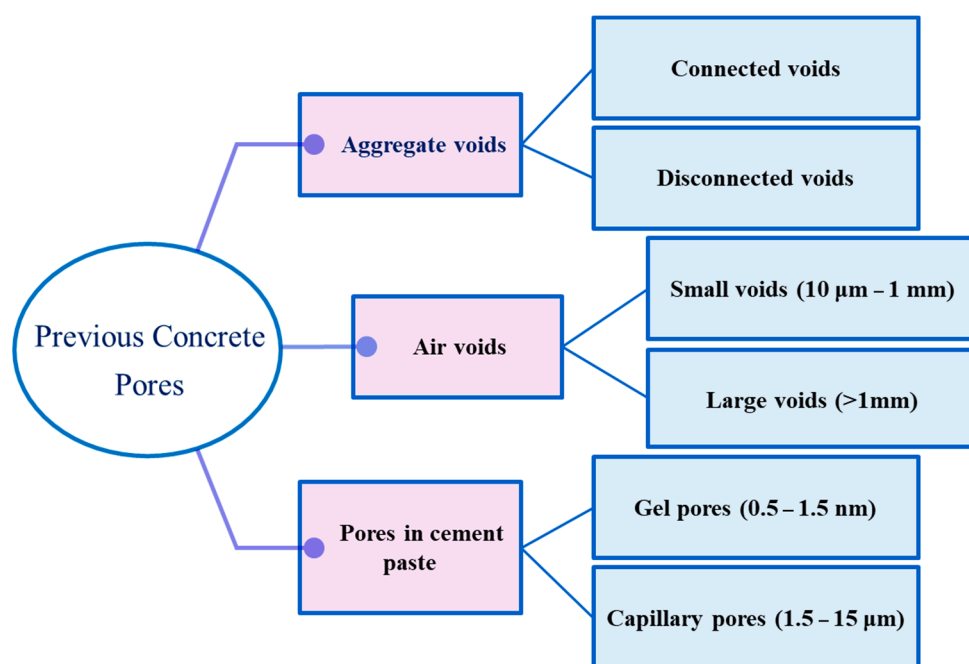 Previous Concrete
Pores
Aggregate voids
Connected voids
Disconnected voids
Air voids
Small voids (10 µm – 1 mm)
Large voids (>1mm)
Pores in cement
paste
Gel pores (0.5 – 1.5 nm)
Capillary pores (1.5 – 15 µm)